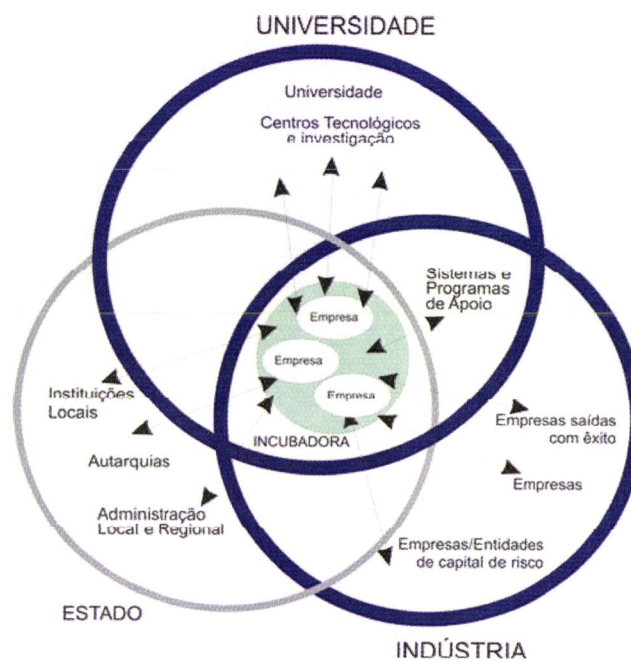 UNIVERSIDADE
Universidade
Centros Tecnológicos
e investigação
Sistemas e
Programas
de Apoio
Empresa
Empresa
Empresa
INCUBADORA
Instituições
Locais
Autarquias
Administração
Local e Regional
Empresas saídas
com êxito
Empresas
Empresas/Entidades
de capital de risco
ESTADO
INDÚSTRIA